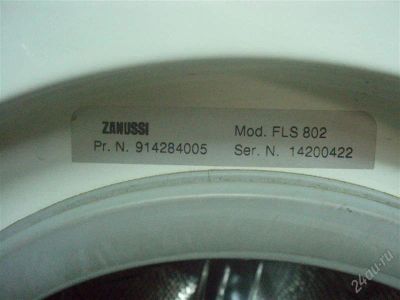 ZANUSSI Mod. FLS 802
Pr. N. 914284005 Ser. N. 14200422
24au.ru